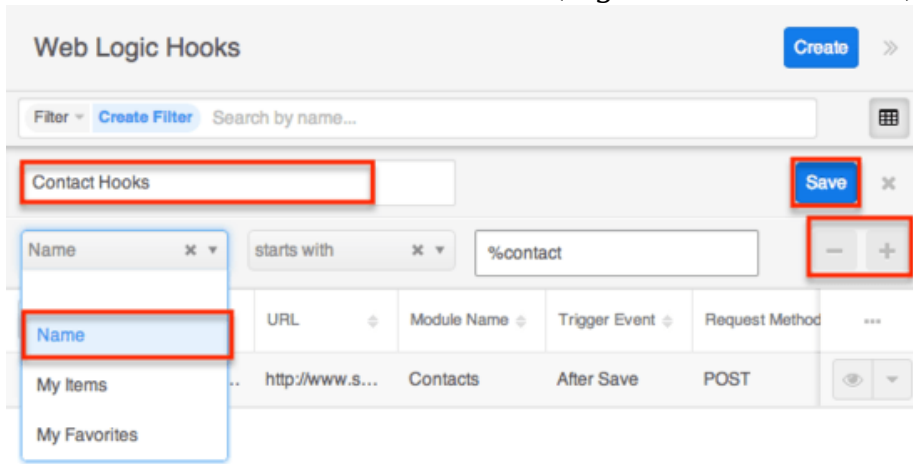 Web Logic Hooks Create
Filter Create Filter Search by name...
Contact Hooks Save
Name starts with %contact
URL Module Name Trigger Event Request Method
Name
.. http://www.s... Contacts After Save POST
My Items
My Favorites